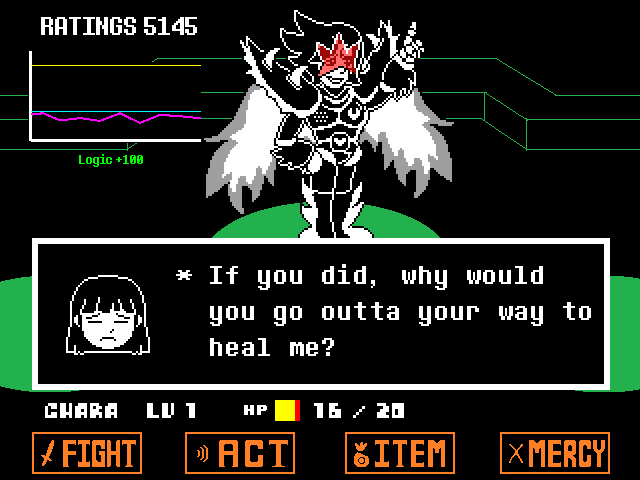 RATINGS 5145
Logic +100
* If you did, why would
you go outta your way to
heal me?
CHARA LV 1 HP 16 / 20
FIGHT ACT ITEM MERCY